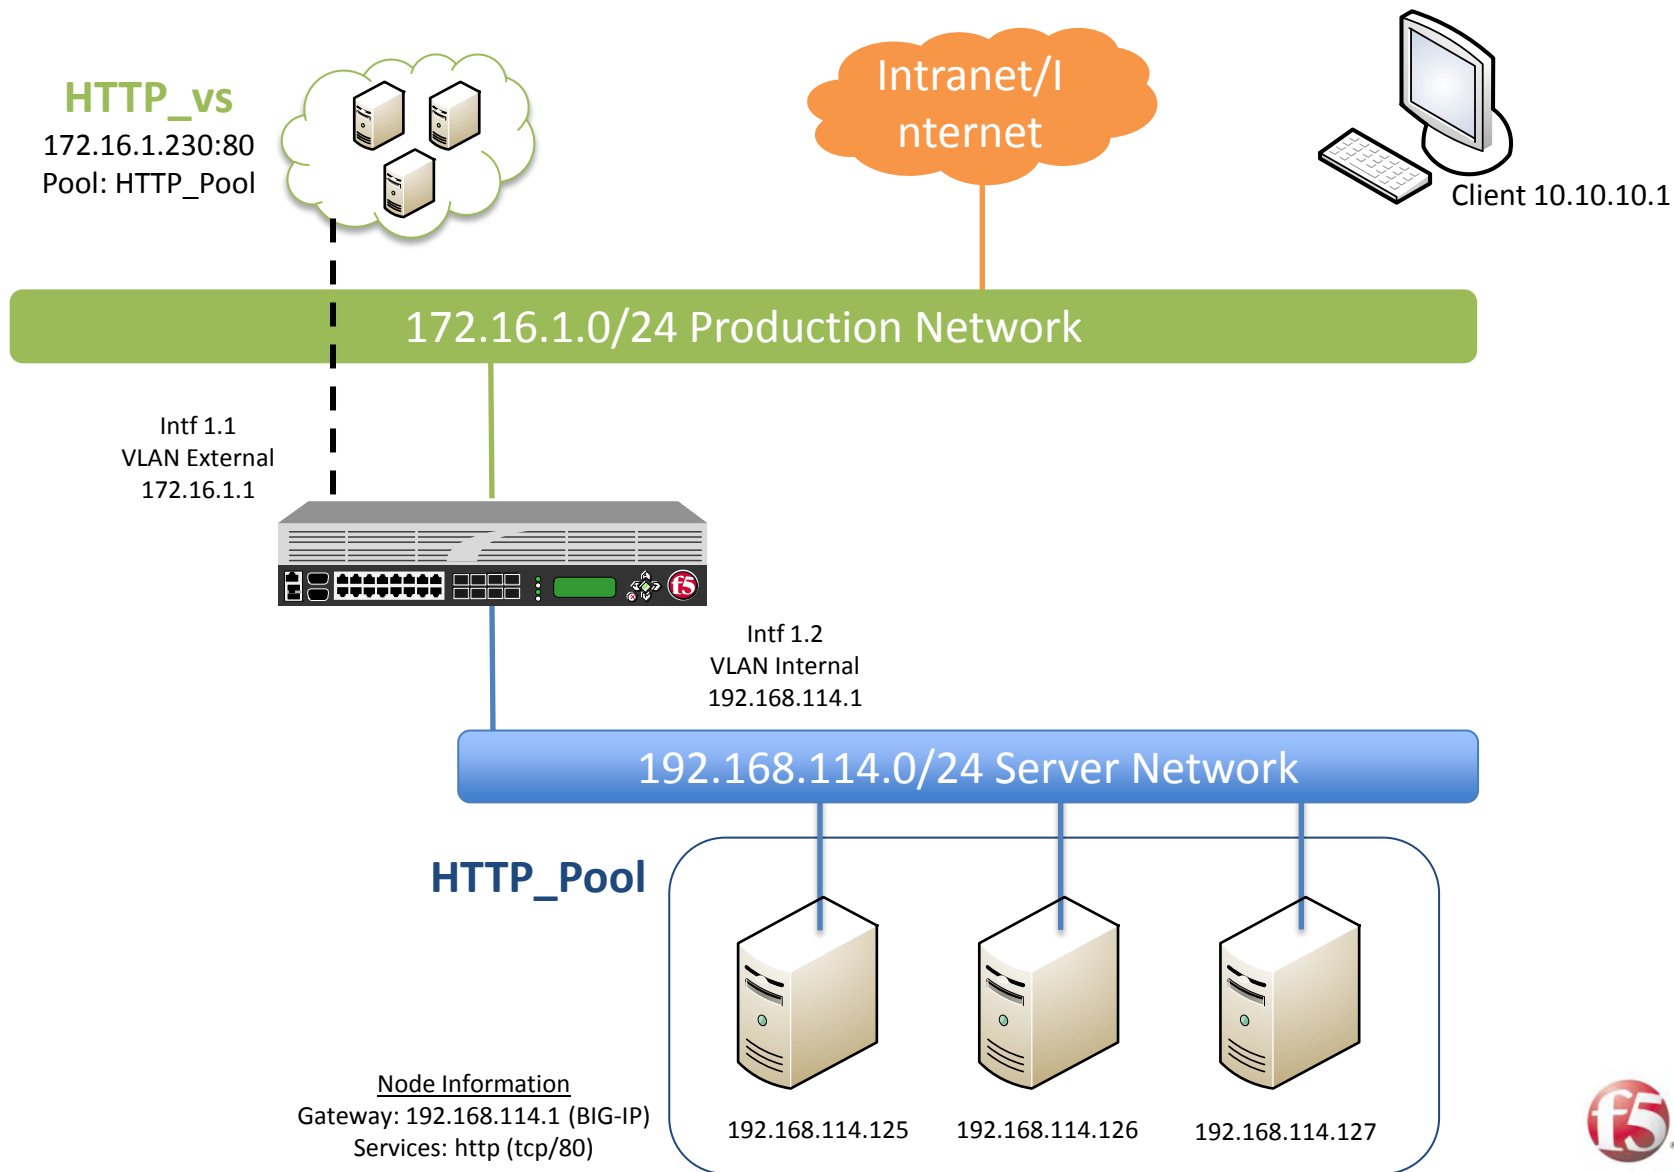 HTTP_vs
172.16.1.230:80
Pool: HTTP_Pool
Intranet/I
nternet
Client 10.10.10.1
172.16.1.0/24 Production Network
Intf 1.1
VLAN External
172.16.1.1
f5
Intf 1.2
VLAN Internal
192.168.114.1
192.168.114.0/24 Server Network
HTTP_Pool
192.168.114.125
192.168.114.126
192.168.114.127
Node Information
Gateway: 192.168.114.1 (BIG-IP)
Services: http (tcp/80)
f5